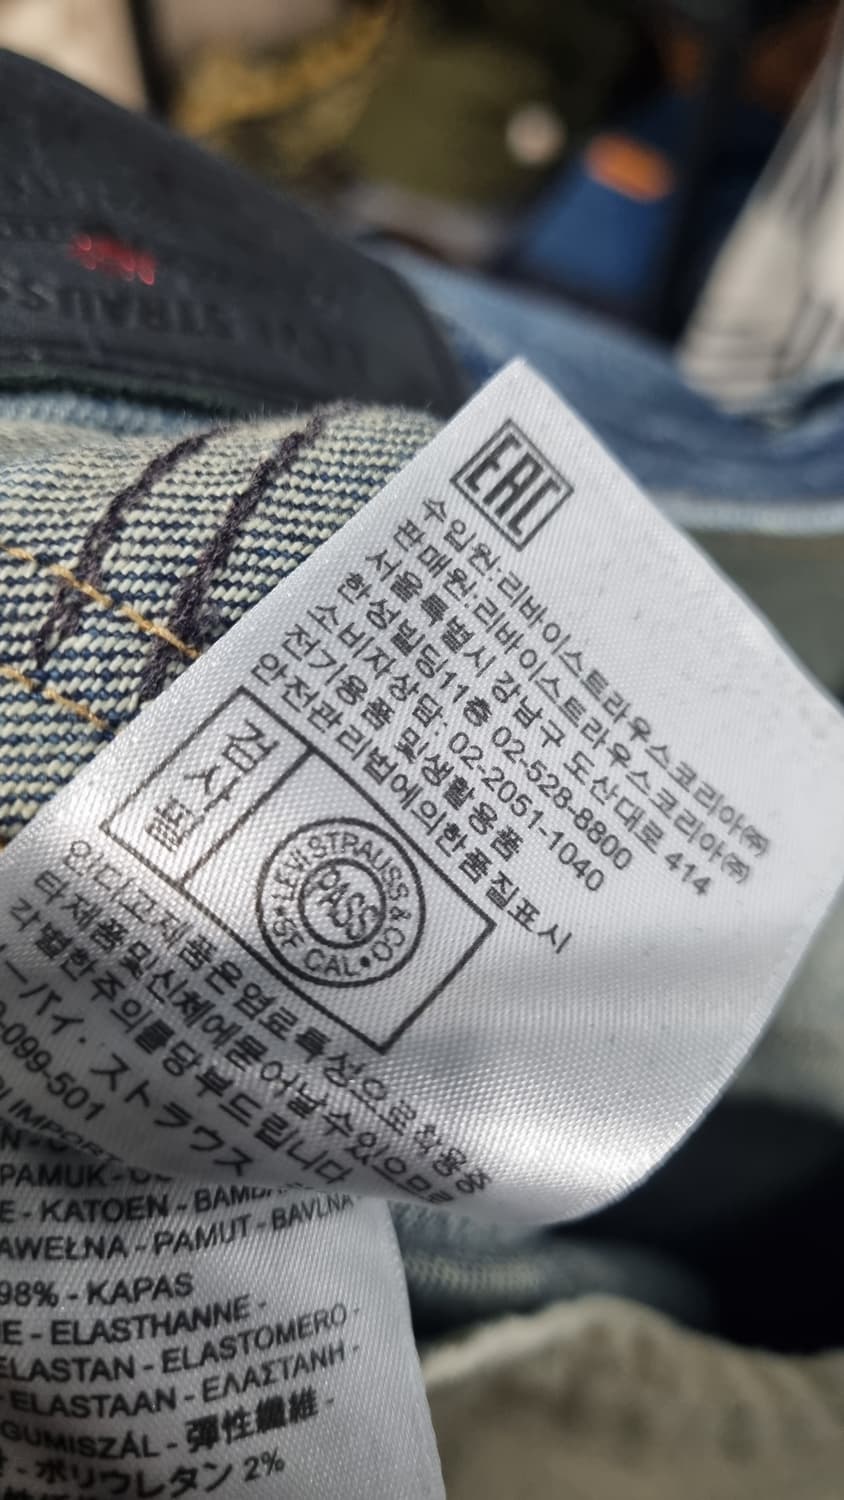 STRAUSS
EAC
수입원:리바이스트라우스코리아㈜
판매원:리바이스트라우스코리아㈜
서울특별시 강남구 도산대로 414
한성빌딩11층 02-528-8800
소비자상담: 02-2051-1040
전기용품 및생활용품
안전관리법에의한품질표시
검사필
LEVI STRAUSS & CO
SF CAL
PASS
인디고제품은염료특성으로착용중
타제품및신체에묻어날수있으므로
각별한주의를당부드립니다
ーバイ・ストラウス
-099-501
IMPORT
PAMUK
E - KATOEN -
AWEŁNA - PAMUT - BAVLNA
98% - KAPAS
E - ELASTHANNE -
ELASTAN - ELASTOMERO -
- ELASTAAN - ΕΛΑΣΤΑΝΗ -
GUMISZÁL - 彈性纖維 -
- ポリウレタン 2%